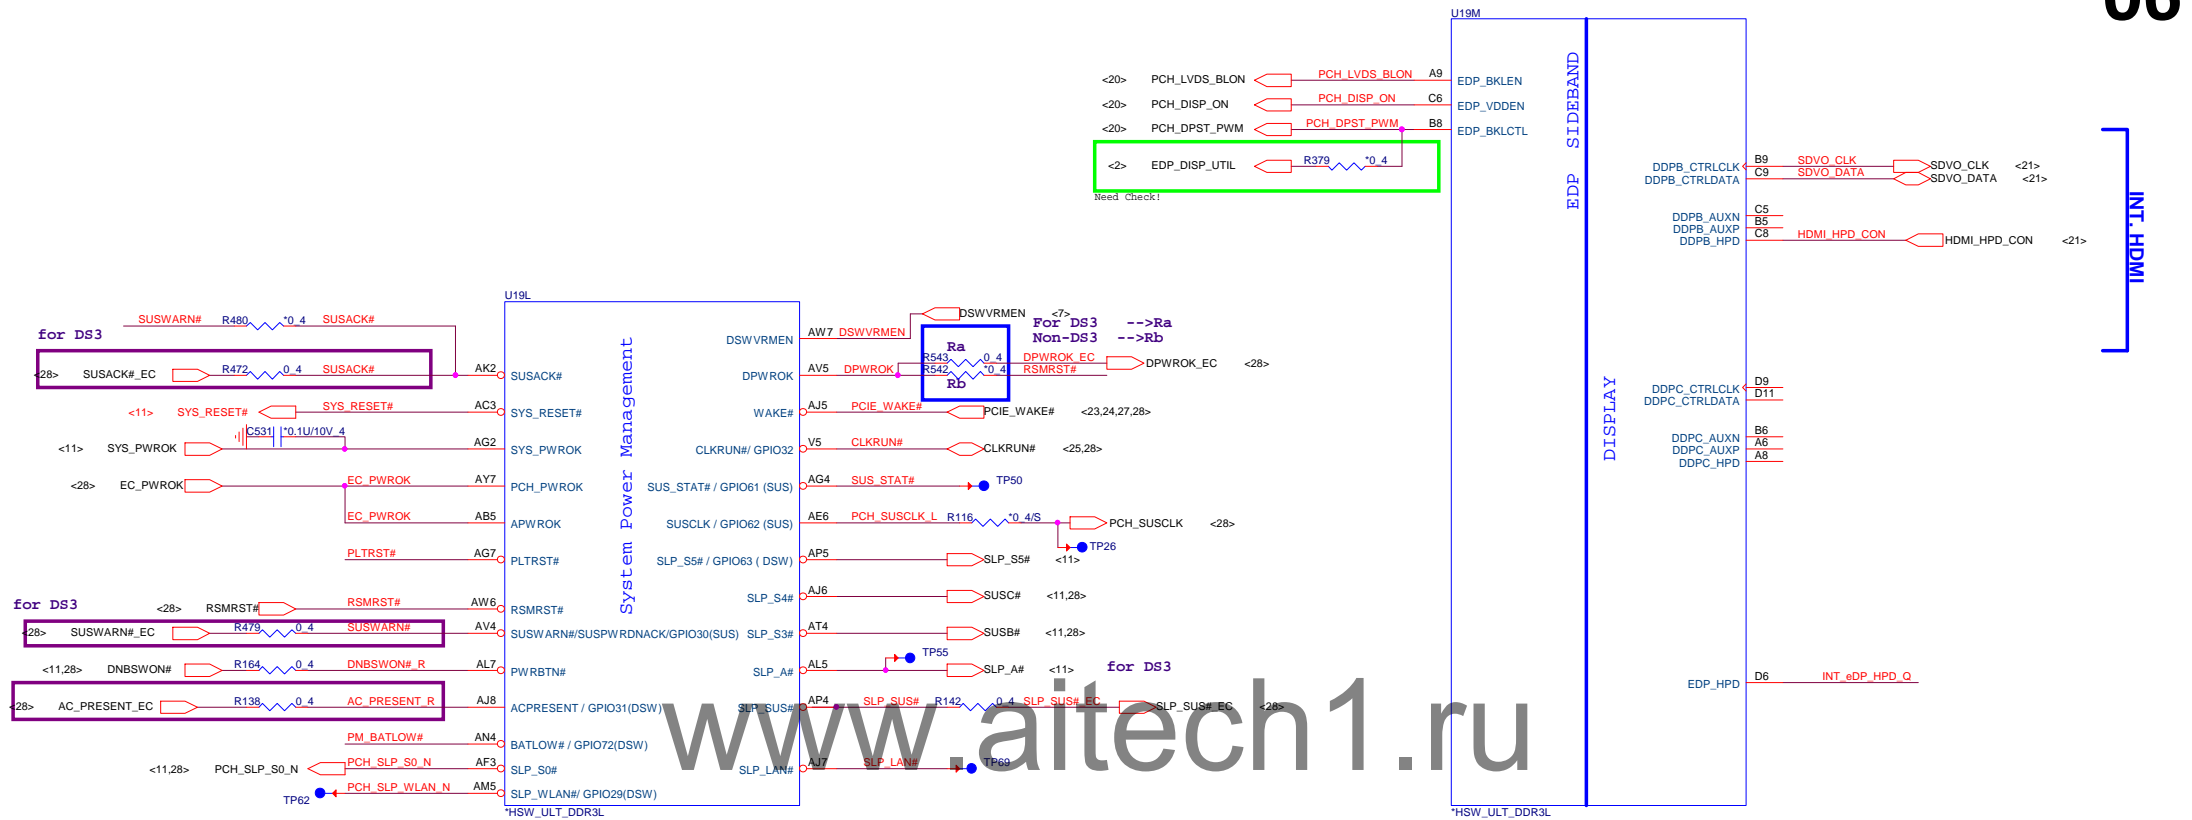 06
U19M
EDP SIDEBAND
DISPLAY
<20> PCH_LVDS_BLON PCH_LVDS_BLON A9 EDP_BKLEN
<20> PCH_DISP_ON PCH_DISP_ON C6 EDP_VDDEN
<20> PCH_DPST_PWM PCH_DPST_PWM B8 EDP_BKLCTL
<2> EDP_DISP_UTIL R379 *0_4
Need Check!
DDPB_CTRLCLK B9 SDVO_CLK SDVO_CLK <21>
DDPB_CTRLDATA C9 SDVO_DATA SDVO_DATA <21>
DDPB_AUXN C5
DDPB_AUXP B5
DDPB_HPD C8 HDMI_HPD_CON HDMI_HPD_CON <21>
INT. HDMI
DDPC_CTRLCLK D9
DDPC_CTRLDATA D11
DDPC_AUXN B6
DDPC_AUXP A6
DDPC_HPD A8
EDP_HPD D6 INT_eDP_HPD_Q
*HSW_ULT_DDR3L
U19L
System Power Management
SUSWARN# R480 *0_4 SUSACK#
for DS3
<28> SUSACK#_EC R472 0_4 SUSACK# AK2 SUSACK#
<11> SYS_RESET# SYS_RESET# AC3 SYS_RESET#
C531 *0.1U/10V_4
<11> SYS_PWROK AG2 SYS_PWROK
<28> EC_PWROK EC_PWROK AY7 PCH_PWROK
EC_PWROK AB5 APWROK
PLTRST# AG7 PLTRST#
for DS3
<28> RSMRST# RSMRST# AW6 RSMRST#
<28> SUSWARN#_EC R479 0_4 SUSWARN# AV4 SUSWARN#/SUSPWRDNACK/GPIO30(SUS)
<11,28> DNBSWON# R164 0_4 DNBSWON#_R AL7 PWRBTN#
<28> AC_PRESENT_EC R138 0_4 AC_PRESENT_R AJ8 ACPRESENT / GPIO31(DSW)
PM_BATLOW# AN4 BATLOW# / GPIO72(DSW)
<11,28> PCH_SLP_S0_N PCH_SLP_S0_N AF3 SLP_S0#
TP62 PCH_SLP_WLAN_N AM5 SLP_WLAN#/ GPIO29(DSW)
DSWVRMEN AW7 DSWVRMEN DSWVRMEN <7>
For DS3 -->Ra
Non-DS3 -->Rb
Ra
R543 0_4 DPWROK_EC DPWROK_EC <28>
DPWROK AV5 DPWROK R542 *0_4 RSMRST#
Rb
WAKE# AJ5 PCIE_WAKE# PCIE_WAKE# <23,24,27,28>
CLKRUN#/ GPIO32 V5 CLKRUN# CLKRUN# <25,28>
SUS_STAT# / GPIO61 (SUS) AG4 SUS_STAT# TP50
SUSCLK / GPIO62 (SUS) AE6 PCH_SUSCLK_L R116 *0_4/S PCH_SUSCLK <28>
TP26
SLP_S5# / GPIO63 ( DSW) AP5 SLP_S5# <11>
SLP_S4# AJ6 SUSC# <11,28>
SLP_S3# AT4 SUSB# <11,28>
TP55
SLP_A# AL5 SLP_A# <11>
for DS3
SLP_SUS# AP4 SLP_SUS# R142 0_4 SLP_SUS#_EC SLP_SUS#_EC <28>
SLP_LAN# AJ7 SLP_LAN# TP69
*HSW_ULT_DDR3L
www.aitech1.ru